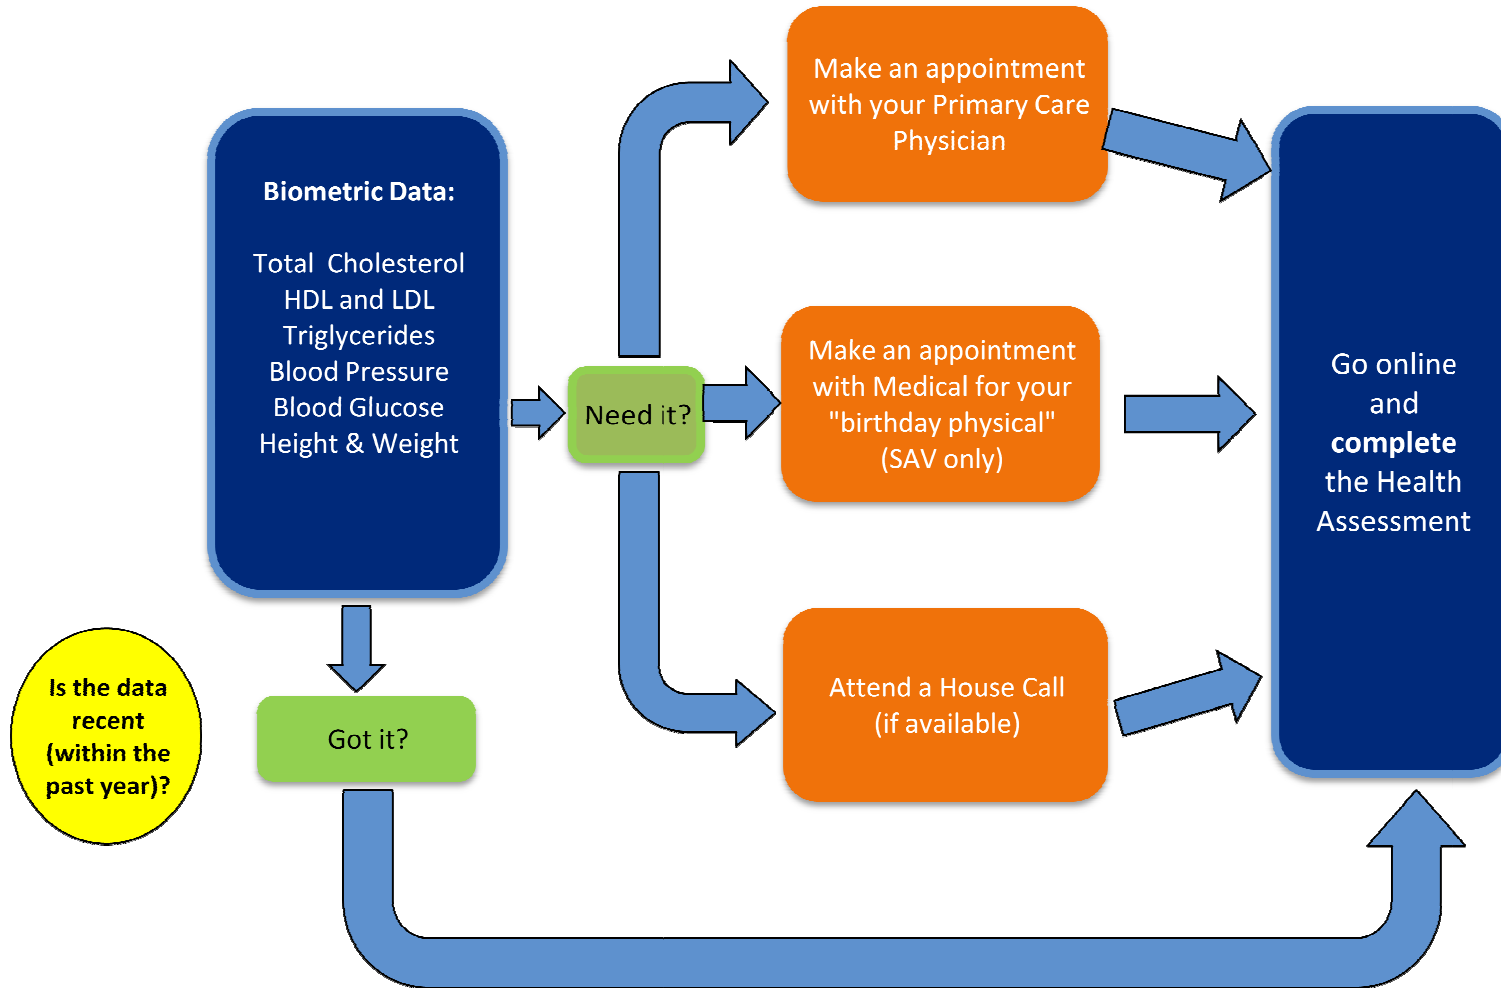 Biometric Data:
Total Cholesterol
HDL and LDL
Triglycerides
Blood Pressure
Blood Glucose
Height & Weight
Need it?
Make an appointment
with your Primary Care
Physician
Make an appointment
with Medical for your
"birthday physical"
(SAV only)
Attend a House Call
(if available)
Go online
and
complete
the Health
Assessment
Is the data
recent
(within the
past year)?
Got it?